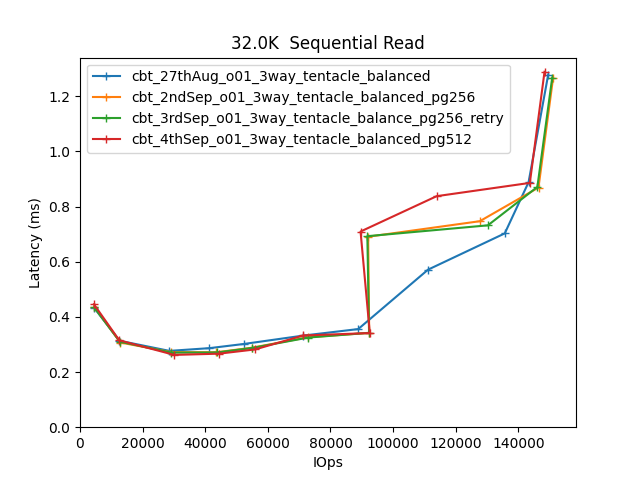 32.0K  Sequential Read
cbt_27thAug_o01_3way_tentacle_balanced
cbt_2ndSep_o01_3way_tentacle_balanced_pg256
cbt_3rdSep_o01_3way_tentacle_balance_pg256_retry
cbt_4thSep_o01_3way_tentacle_balanced_pg512
Latency (ms)
1.2
1.0
0.8
0.6
0.4
0.2
0.0
0 20000 40000 60000 80000 100000 120000 140000
IOps